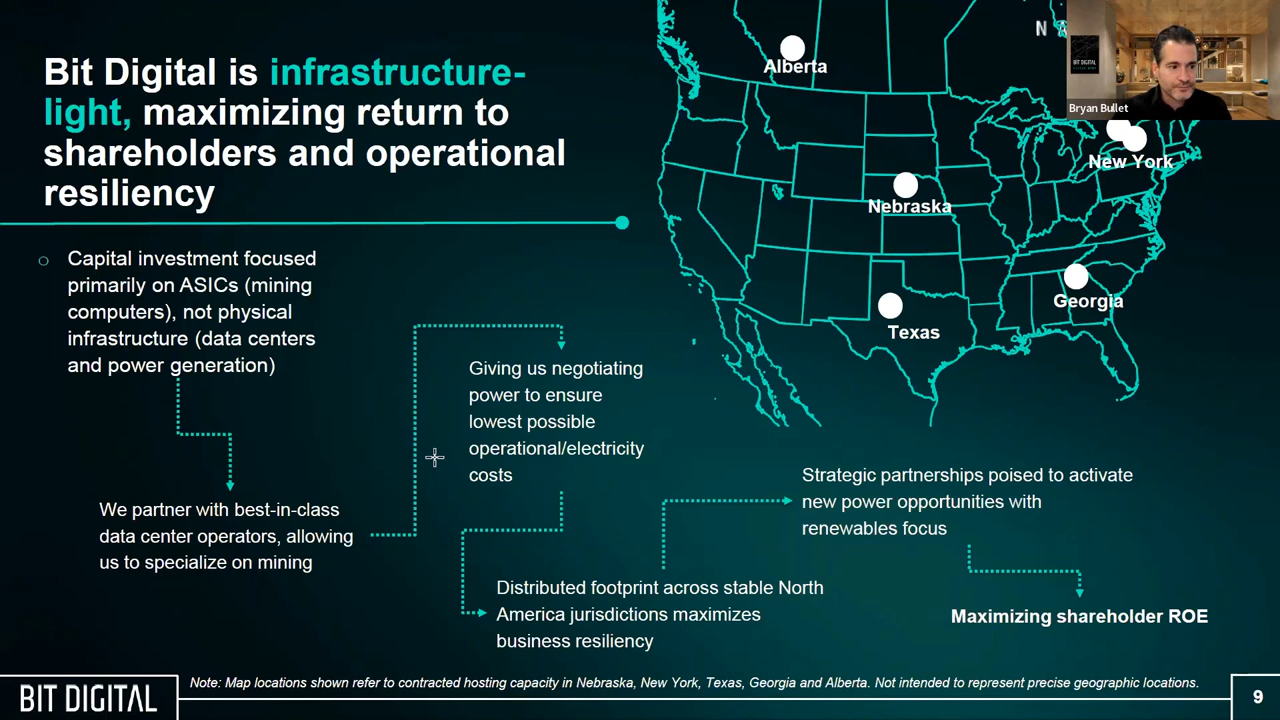 Bit Digital is infrastructure-
light, maximizing return to
shareholders and operational
resiliency
Capital investment focused
primarily on ASICs (mining
computers), not physical
infrastructure (data centers
and power generation)
We partner with best-in-class
data center operators, allowing
us to specialize on mining
Giving us negotiating
power to ensure
lowest possible
operational/electricity
costs
Distributed footprint across stable North
America jurisdictions maximizes
business resiliency
Strategic partnerships poised to activate
new power opportunities with
renewables focus
Maximizing shareholder ROE
Alberta
N
BIT DIGITAL
Bryan Bullet
New York
Nebraska
Georgia
Texas
BIT DIGITAL
Note: Map locations shown refer to contracted hosting capacity in Nebraska, New York, Texas, Georgia and Alberta. Not intended to represent precise geographic locations.
9